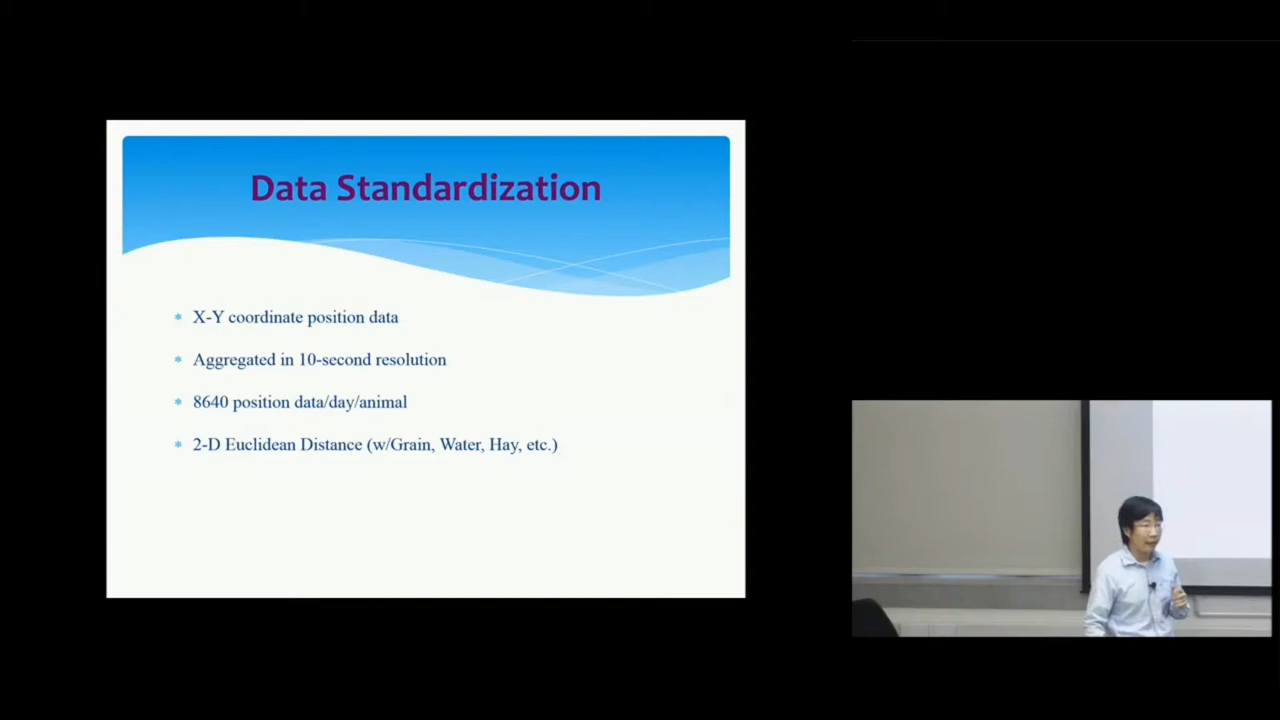 Data Standardization
X-Y coordinate position data
Aggregated in 10-second resolution
8640 position data/day/animal
2-D Euclidean Distance (w/Grain, Water, Hay, etc.)